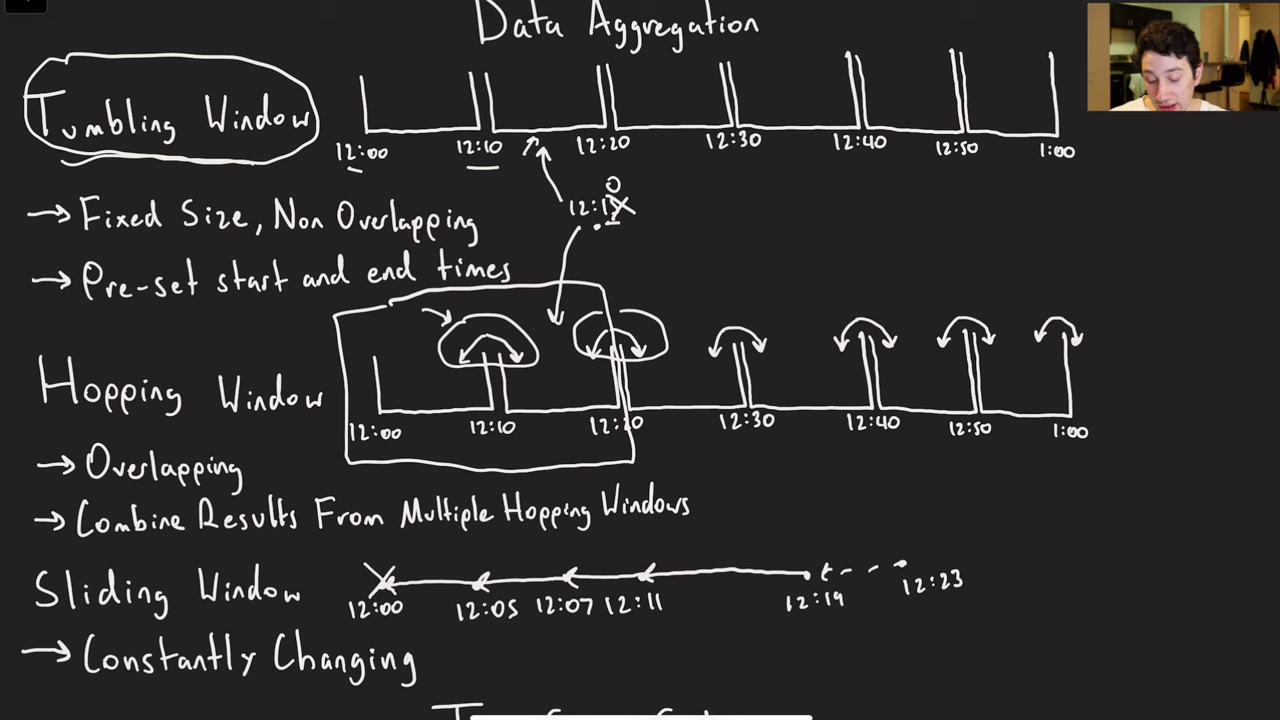 Data Aggregation
Tumbling Window
12:00 12:10 12:20 12:30 12:40 12:50 1:00
→ Fixed Size, Non Overlapping
→ Pre-set start and end times
Hopping Window
12:00 12:10 12:20 12:30 12:40 12:50 1:00
→ Overlapping
→ Combine Results From Multiple Hopping Windows
Sliding Window
12:00 12:05 12:07 12:11 12:19 12:23
→ Constantly Changing